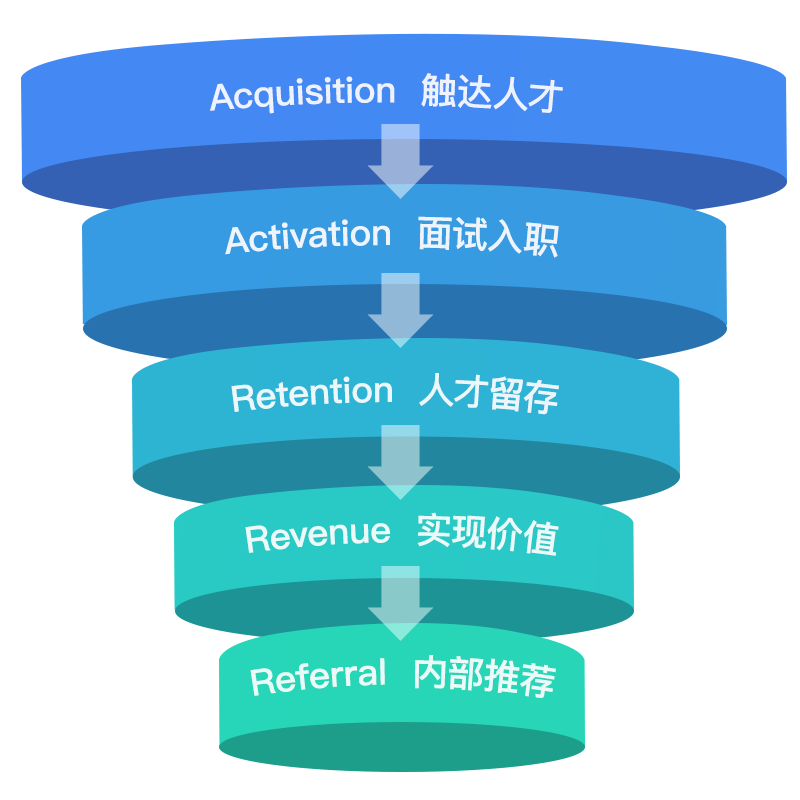 Acquisition 触达人才
Activation 面试入职
Retention 人才留存
Revenue 实现价值
Referral 内部推荐